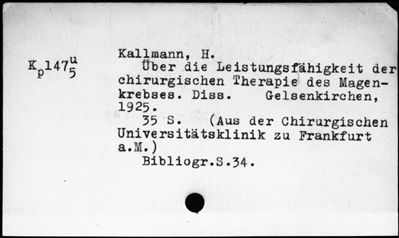 Kallmann, H.
Kp147u5
Über die Leistungsfähigkeit der
chirurgischen Therapie des Magen-
krebses. Diss. Gelsenkirchen,
1925.
35 S. (Aus der Chirurgischen
Universitätsklinik zu Frankfurt
a.M.)
Bibliogr.S.34.